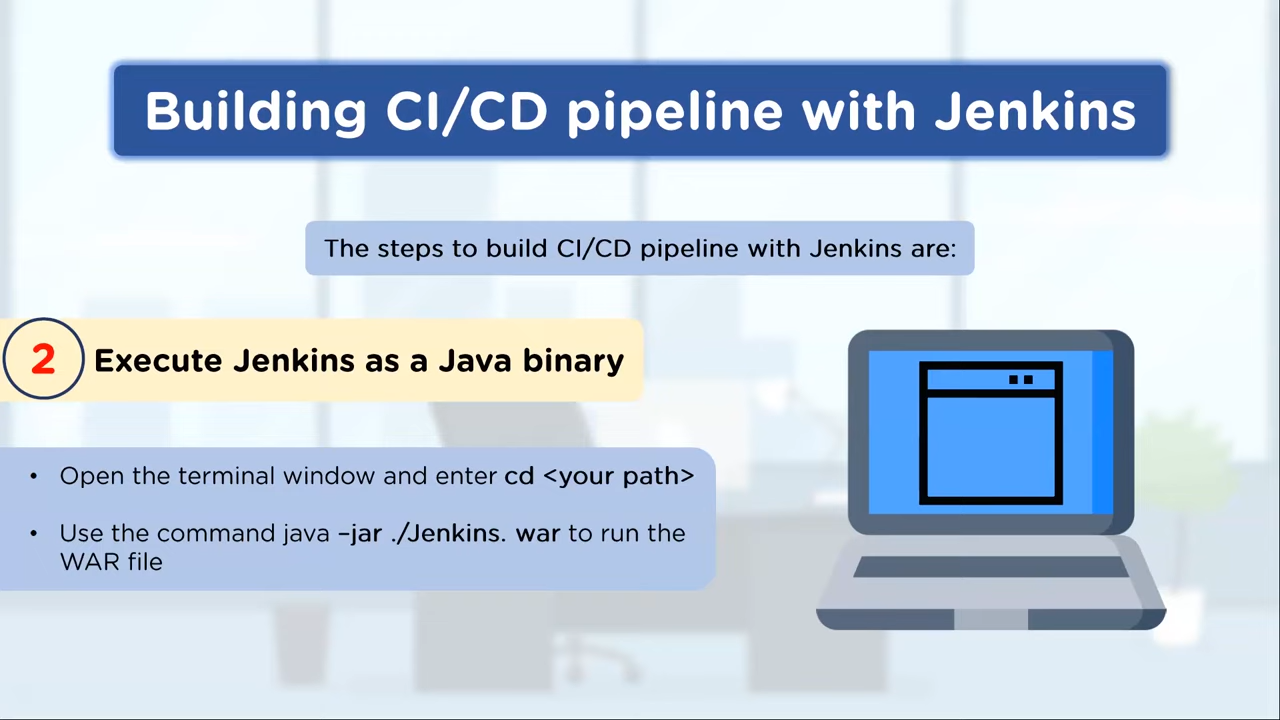 Building CI/CD pipeline with Jenkins
The steps to build CI/CD pipeline with Jenkins are:
2 Execute Jenkins as a Java binary
• Open the terminal window and enter cd <your path>
• Use the command java –jar ./Jenkins. war to run the
WAR file